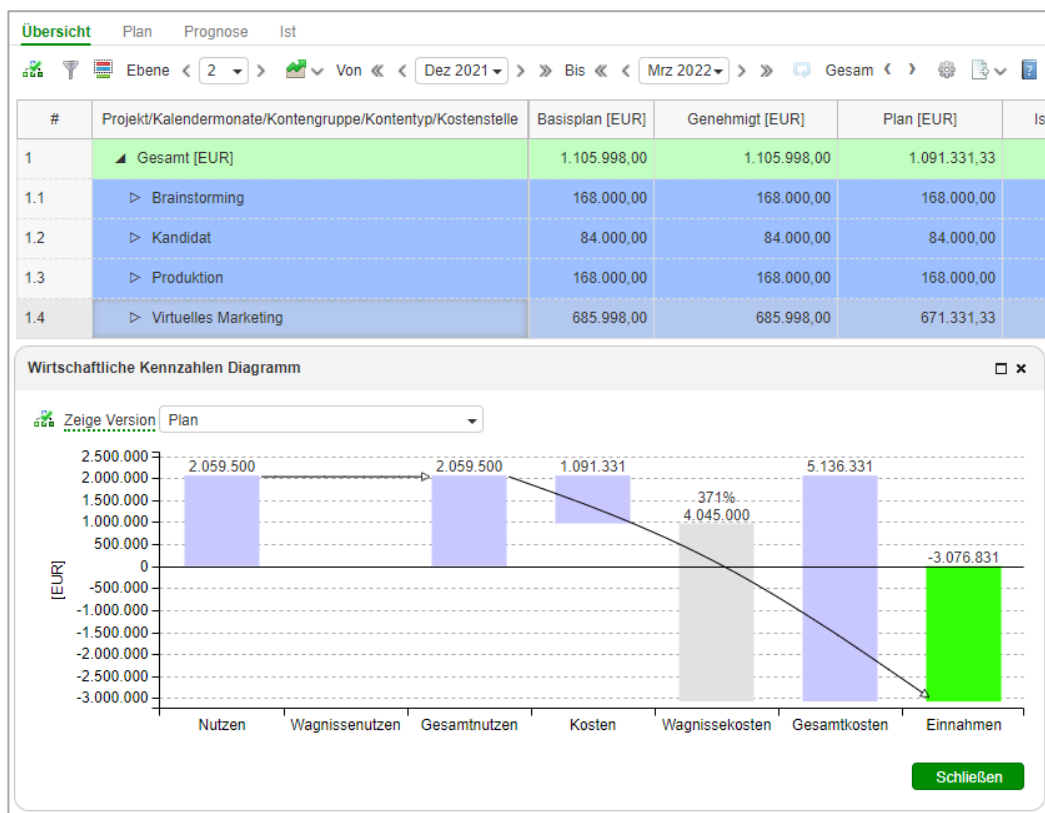 Übersicht Plan Prognose Ist
Ebene 2 Von Dez 2021 Bis Mrz 2022 Gesam ?
# Projekt/Kalendermonate/Kontengruppe/Kontentyp/Kostenstelle Basisplan [EUR] Genehmigt [EUR] Plan [EUR] Is
1 Gesamt [EUR] 1.105.998,00 1.105.998,00 1.091.331,33
1.1 Brainstorming 168.000,00 168.000,00 168.000,00
1.2 Kandidat 84.000,00 84.000,00 84.000,00
1.3 Produktion 168.000,00 168.000,00 168.000,00
1.4 Virtuelles Marketing 685.998,00 685.998,00 671.331,33
Wirtschaftliche Kennzahlen Diagramm
Zeige Version Plan
2.500.000
2.059.500 2.059.500 1.091.331 5.136.331
2.000.000
1.500.000
371%
4.045.000
1.000.000
500.000
-3.076.831
0
[EUR]
-500.000
-1.000.000
-1.500.000
-2.000.000
-2.500.000
-3.000.000
Nutzen Wagnissenutzen Gesamtnutzen Kosten Wagnissekosten Gesamtkosten Einnahmen
Schließen